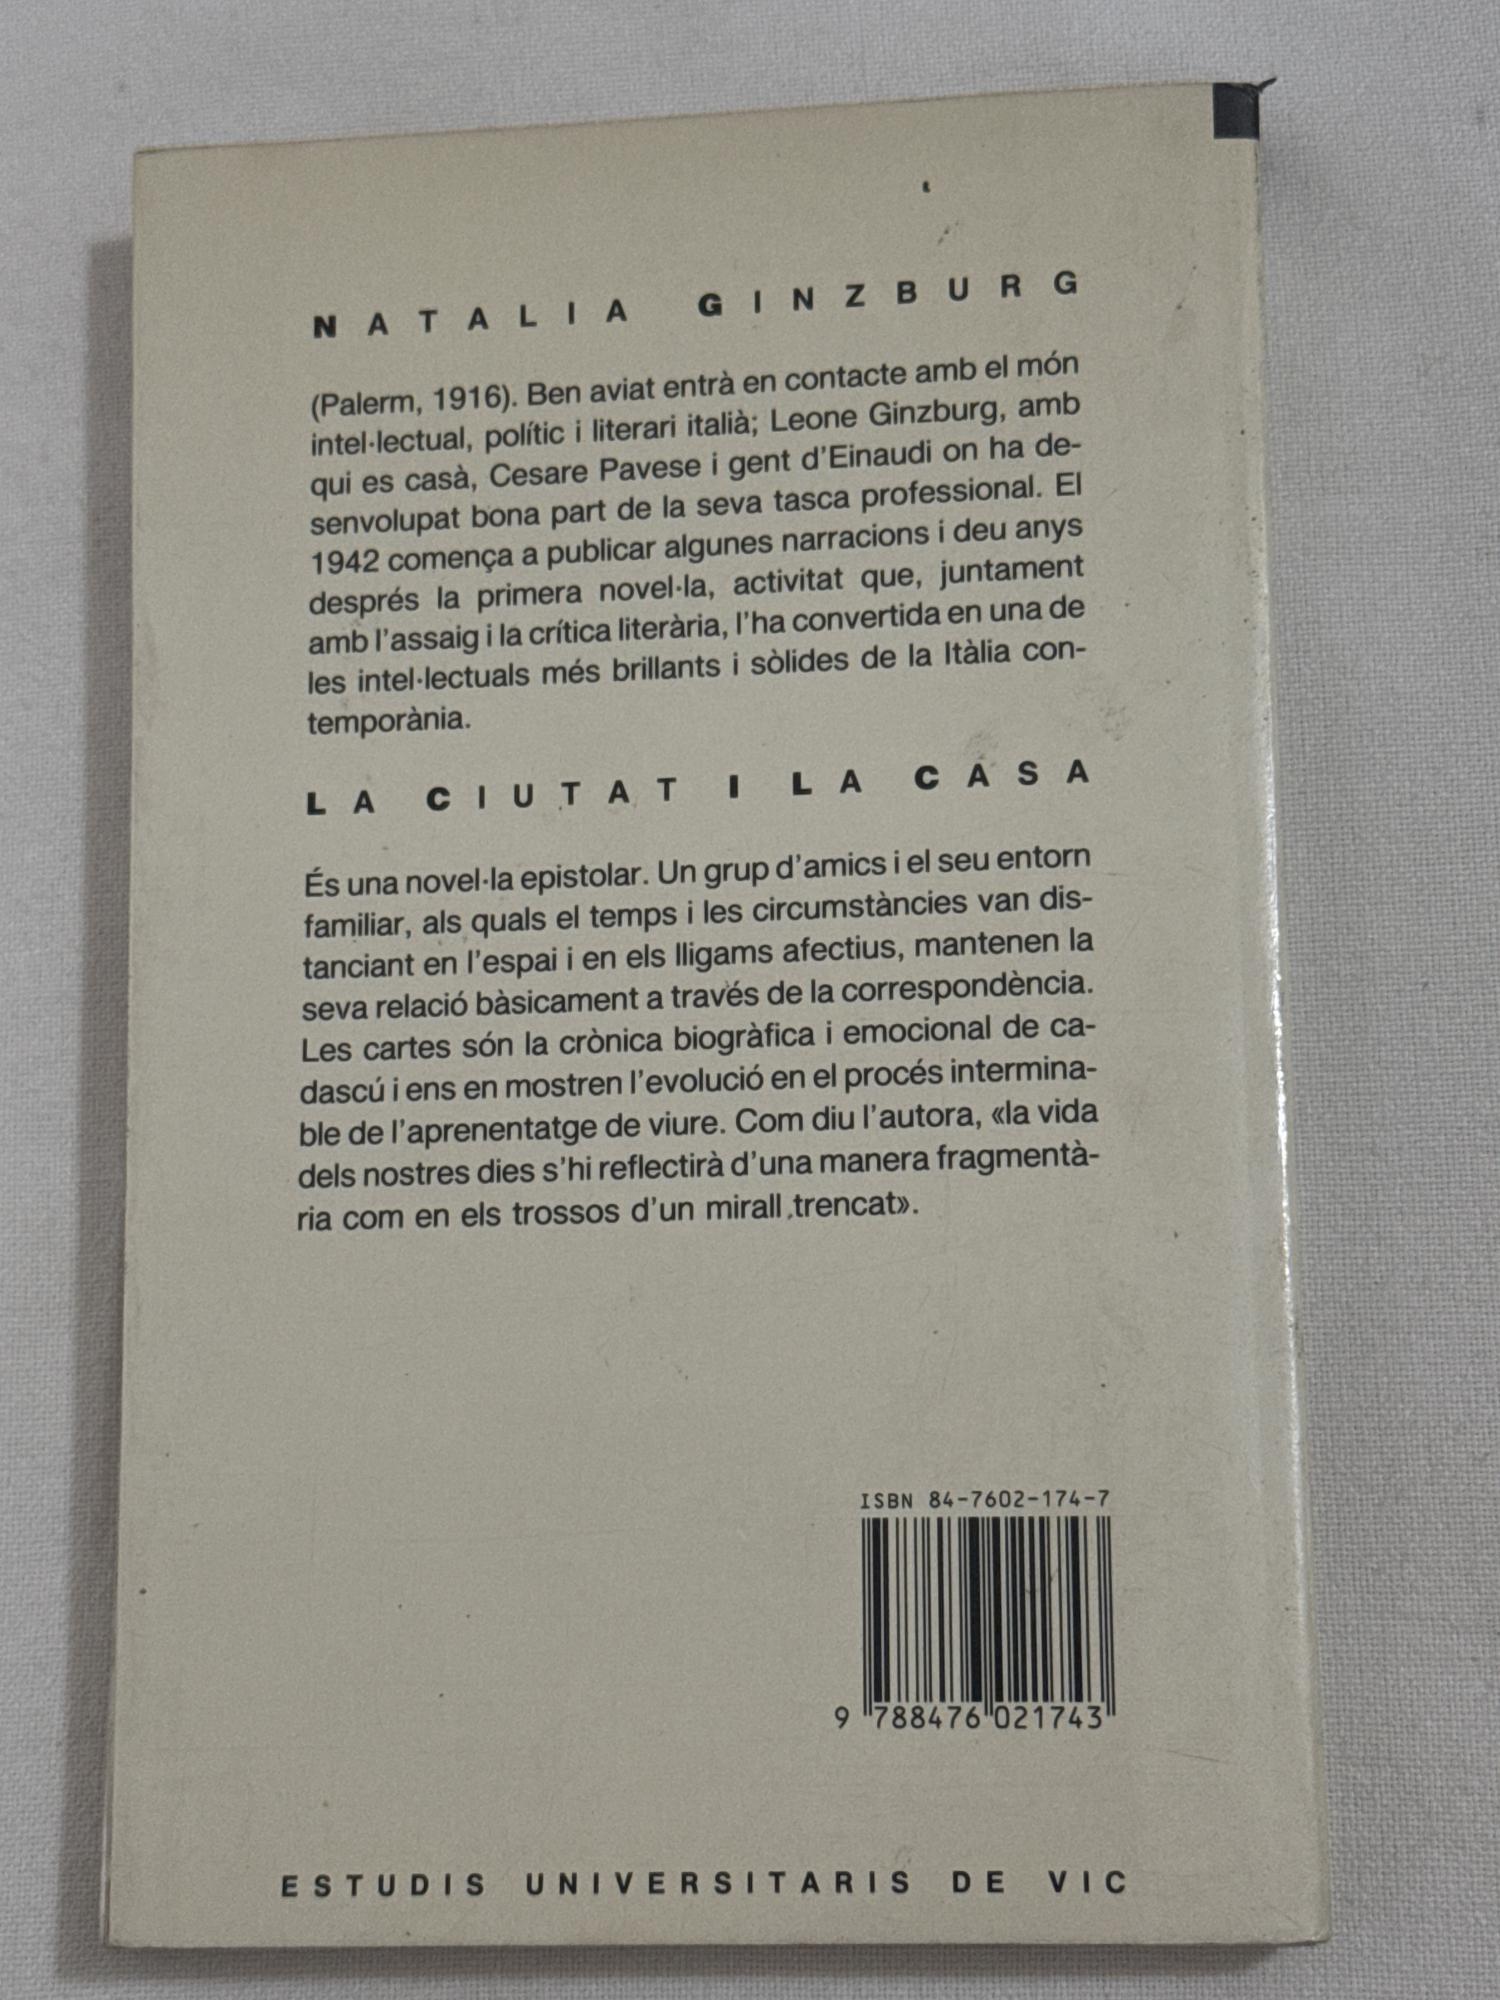 NATALIA GINZBURG
(Palerm, 1916). Ben aviat entrà en contacte amb el món
intel·lectual, polític i literari italià; Leone Ginzburg, amb
qui es casà, Cesare Pavese i gent d'Einaudi on ha de-
senvolupat bona part de la seva tasca professional. El
1942 comença a publicar algunes narracions i deu anys
després la primera novel·la, activitat que, juntament
amb l'assaig i la crítica literària, l'ha convertida en una de
les intel·lectuals més brillants i sòlides de la Itàlia con-
temporània.
LA CIUTAT I LA CASA
És una novel·la epistolar. Un grup d'amics i el seu entorn
familiar, als quals el temps i les circumstàncies van dis-
tanciant en l'espai i en els lligams afectius, mantenen la
seva relació bàsicament a través de la correspondència.
Les cartes són la crònica biogràfica i emocional de ca-
dascú i ens en mostren l'evolució en el procés intermina-
ble de l'aprenentatge de viure. Com diu l'autora, «la vida
dels nostres dies s'hi reflectirà d'una manera fragmentà-
ria com en els trossos d'un mirall trencat».
ISBN 84-7602-174-7
9 788476 021743
ESTUDIS UNIVERSITARIS DE VIC